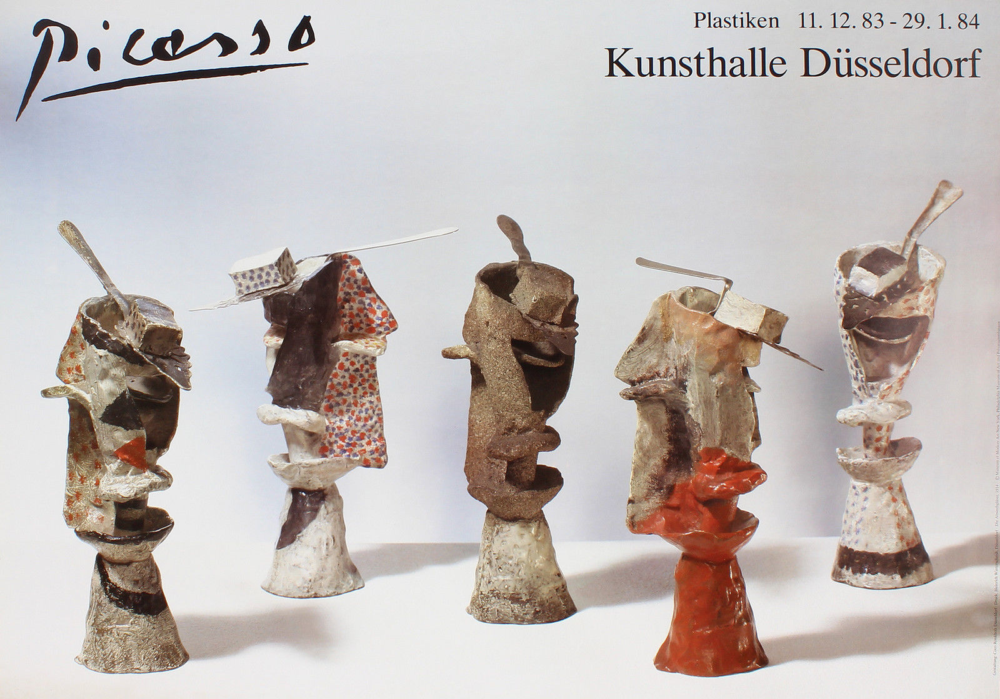 Picasso
Plastiken 11. 12. 83 - 29. 1. 84
Kunsthalle Düsseldorf